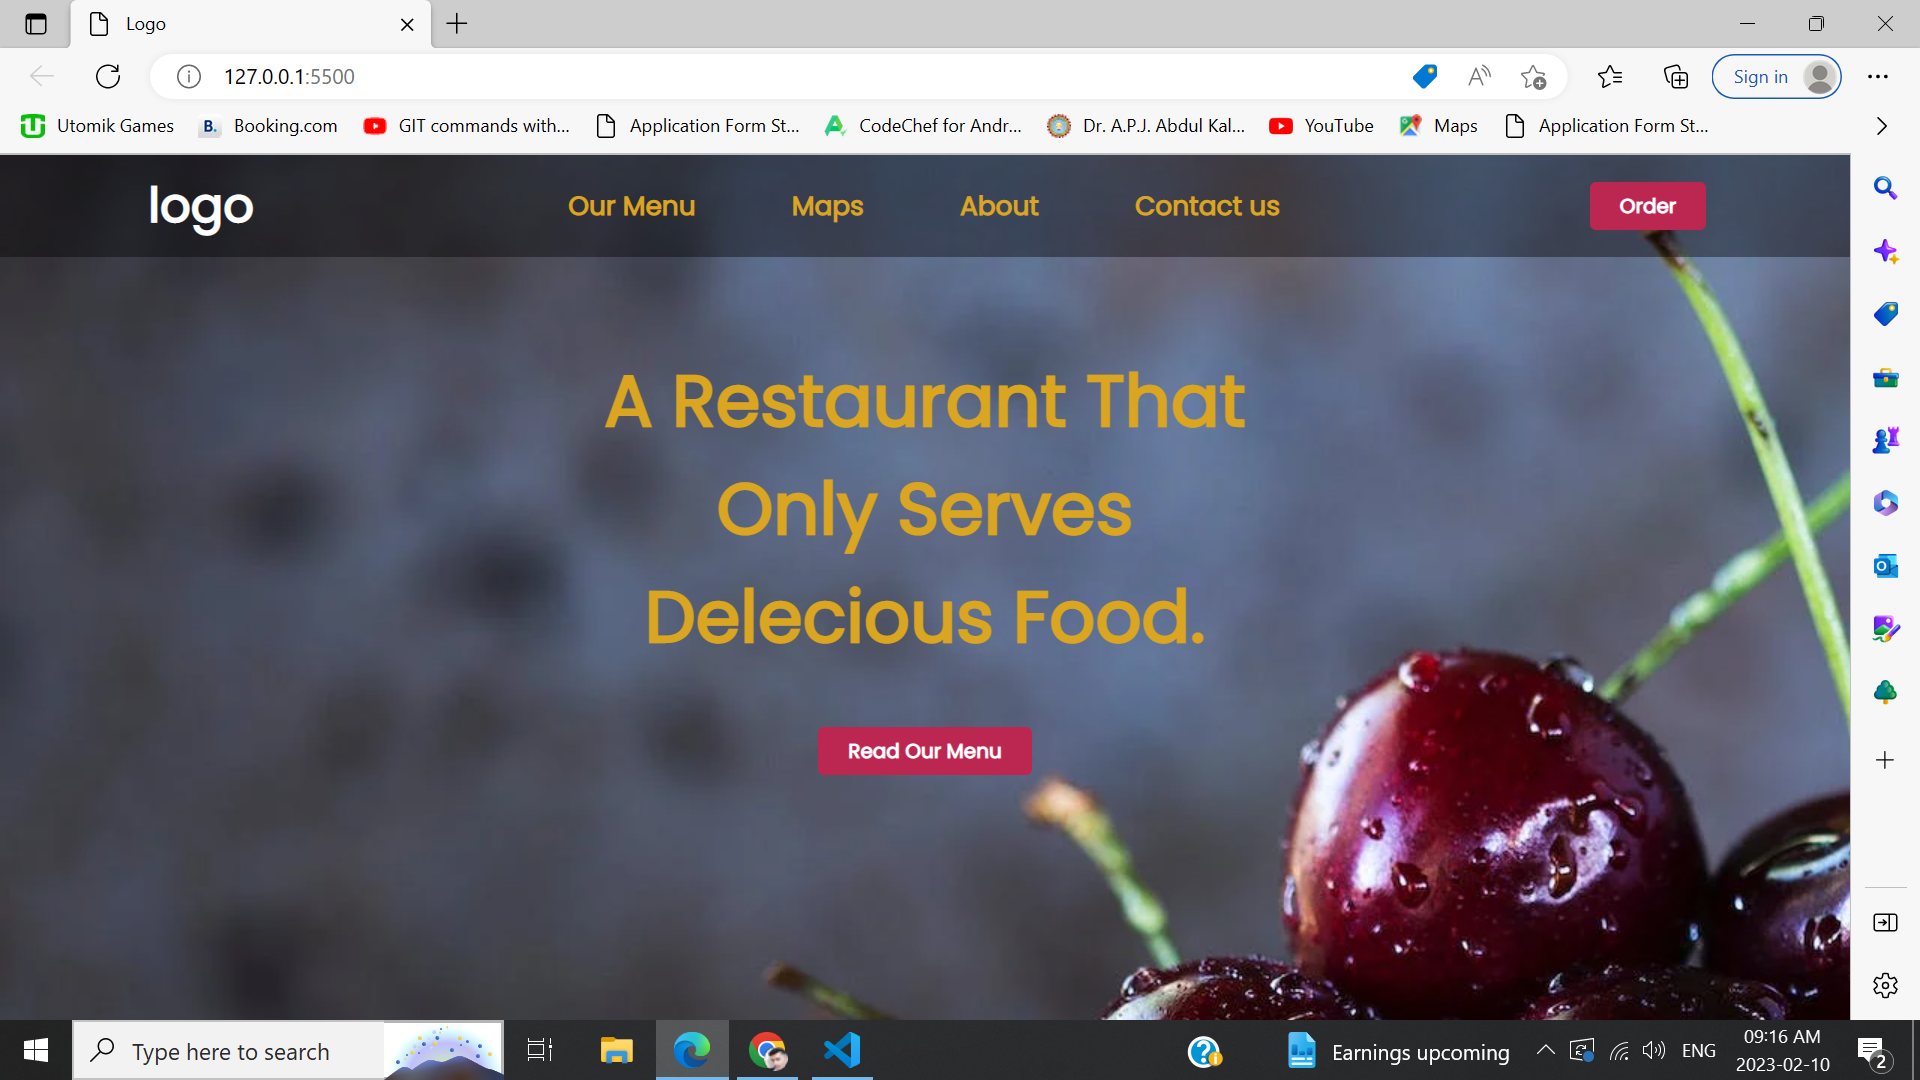 Logo
127.0.0.1:5500
Sign in
Utomik Games
B. Booking.com
GIT commands with...
Application Form St...
CodeChef for Andr...
Dr. A.P.J. Abdul Kal...
YouTube
Maps
Application Form St...
logo
Our Menu
Maps
About
Contact us
Order
A Restaurant That
Only Serves
Delecious Food.
Read Our Menu
Type here to search
Earnings upcoming
ENG
09:16 AM
2023-02-10
2